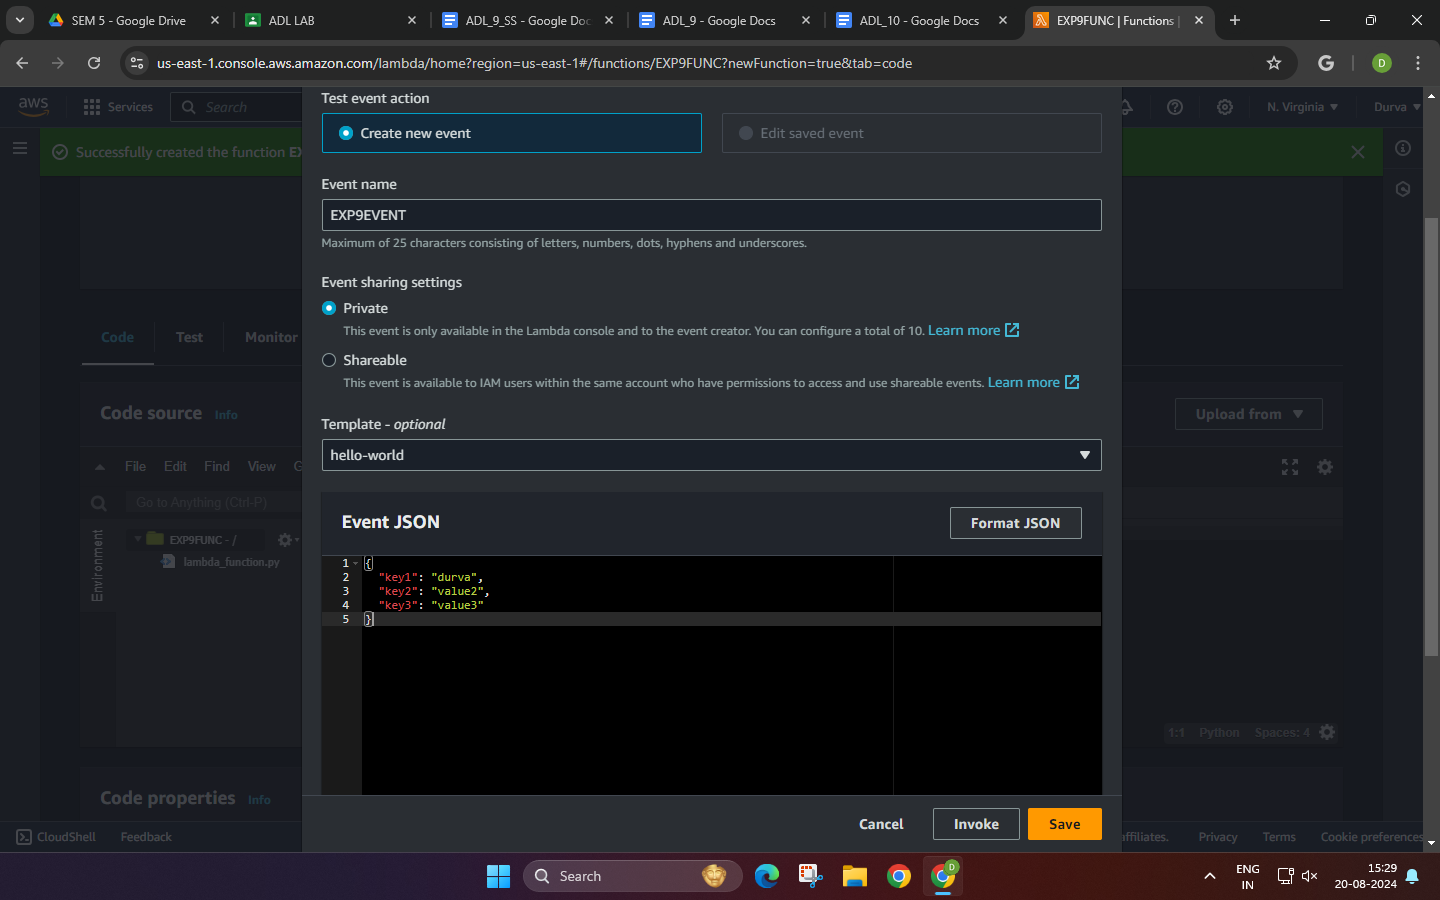 SEM 5 - Google Drive
ADL LAB
ADL_9_SS - Google Doc
ADL_9 - Google Docs
ADL_10 - Google Docs
EXP9FUNC | Functions |
us-east-1.console.aws.amazon.com/lambda/home?region=us-east-1#/functions/EXP9FUNC?newFunction=true&tab=code
D
aws
Services
Search
N. Virginia
Durva
Successfully created the function EX
Test event action
Create new event
Edit saved event
Event name
EXP9EVENT
Maximum of 25 characters consisting of letters, numbers, dots, hyphens and underscores.
Event sharing settings
Private
This event is only available in the Lambda console and to the event creator. You can configure a total of 10. Learn more
Shareable
This event is available to IAM users within the same account who have permissions to access and use shareable events. Learn more
Template - optional
hello-world
Event JSON
Format JSON
1 {
2 "key1": "durva",
3 "key2": "value2",
4 "key3": "value3"
5 }
Cancel
Invoke
Save
Code
Test
Monitor
Code source Info
Upload from
File Edit Find View G
Go to Anything (Ctrl-P)
Environment
EXP9FUNC - /
lambda_function.py
1:1 Python Spaces: 4
Code properties Info
CloudShell
Feedback
affiliates.
Privacy
Terms
Cookie preferences
Search
D
ENG
IN
15:29
20-08-2024